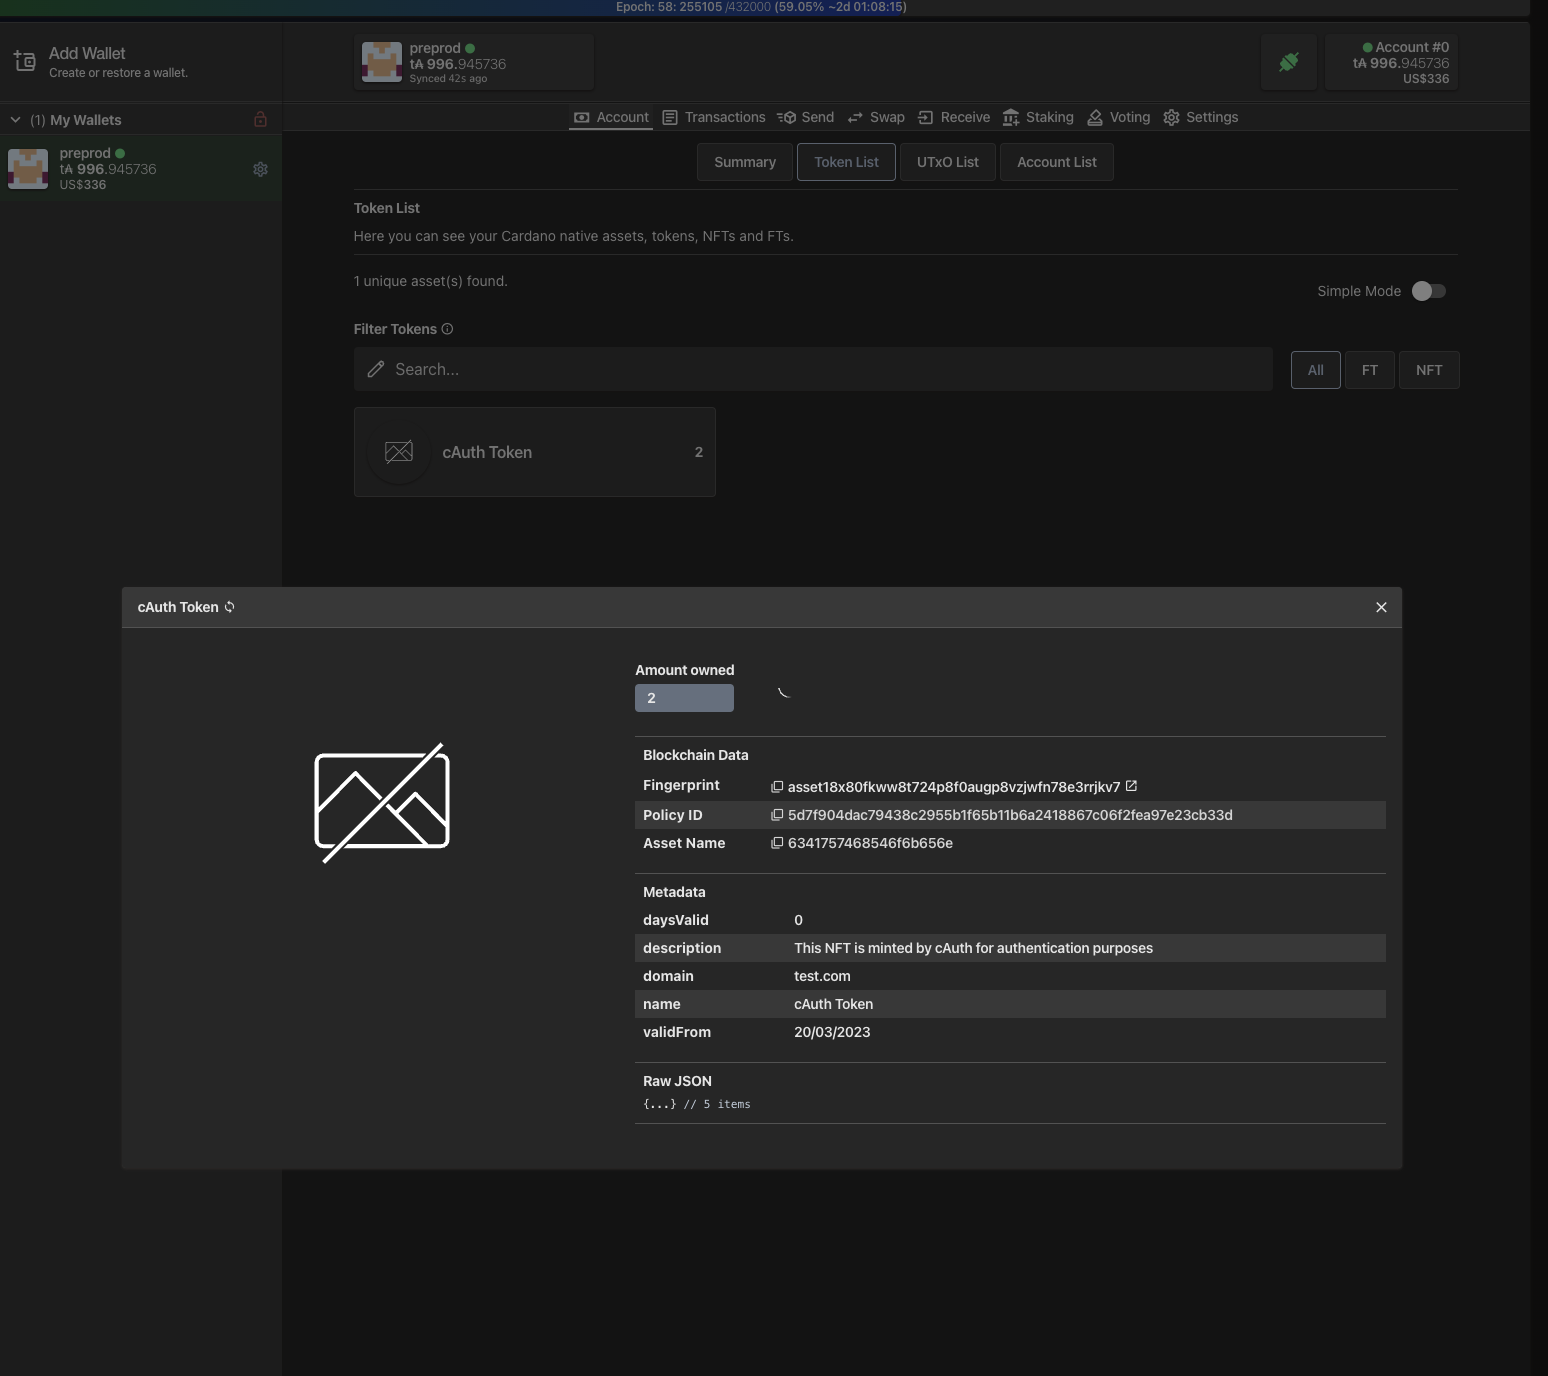 Epoch: 58: 255105 /432000 (59.05% ~2d 01:08:15)
Add Wallet
Create or restore a wallet.
preprod
t₳ 996.945736
Synced 42s ago
Account #0
t₳ 996.945736
US$336
(1) My Wallets
Account
Transactions
Send
Swap
Receive
Staking
Voting
Settings
preprod
t₳ 996.945736
US$336
Summary
Token List
UTxO List
Account List
Token List
Here you can see your Cardano native assets, tokens, NFTs and FTs.
1 unique asset(s) found.
Simple Mode
Filter Tokens
Search...
All
FT
NFT
cAuth Token 2
cAuth Token
Amount owned
2
Blockchain Data
Fingerprint asset18x80fkww8t724p8f0augp8vzjwfn78e3rrjkv7
Policy ID 5d7f904dac79438c2955b1f65b11b6a2418867c06f2fea97e23cb33d
Asset Name 6341757468546f6b656e
Metadata
daysValid 0
description This NFT is minted by cAuth for authentication purposes
domain test.com
name cAuth Token
validFrom 20/03/2023
Raw JSON
{...} // 5 items